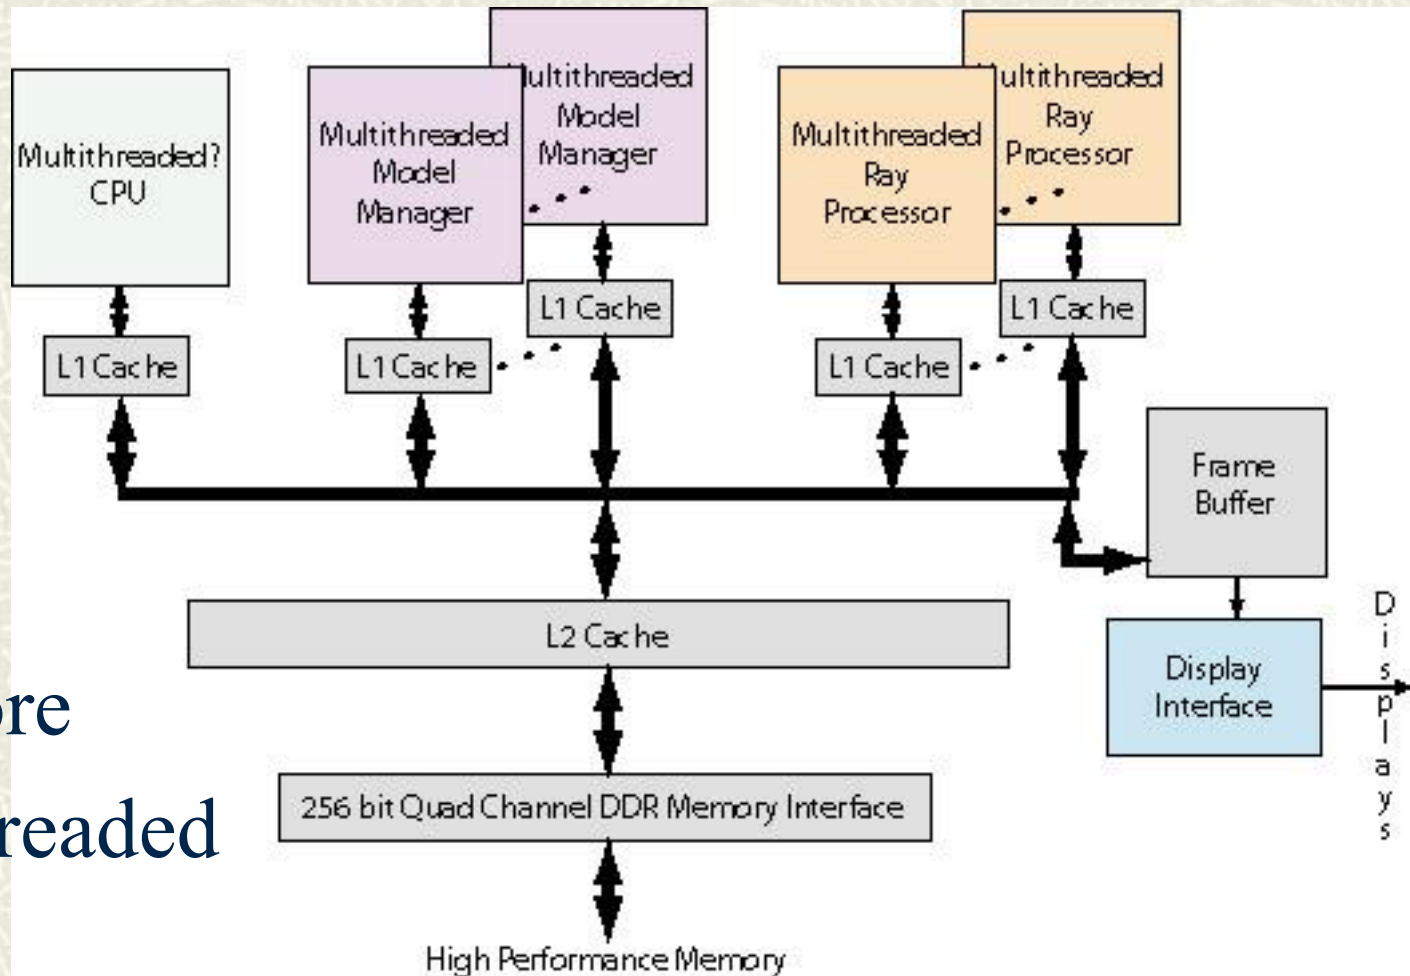 Multithreaded?
CPU
Multithreaded
Model
Manager
ultithreaded
Model
Manager
Multithreaded
Ray
Processor
ultithreaded
Ray
Processor
L1 Cache
L1 Cache
L1 Cache
L1 Cache
L1 Cache
Frame
Buffer
L2 Cache
Display
Interface
Displays
ore
256 bit Quad Channel DDR Memory Interface
readed
High Performance Memory